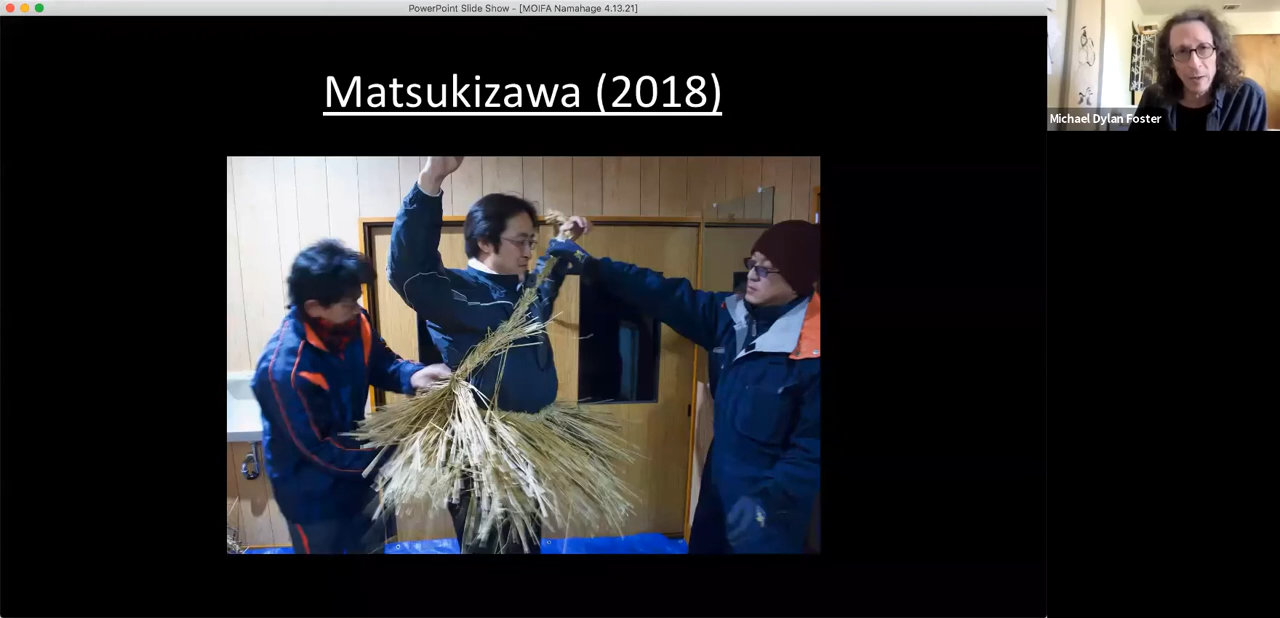 PowerPoint Slide Show - [MOIFA Namahage 4.13.21]
Matsukizawa (2018)
Michael Dylan Foster